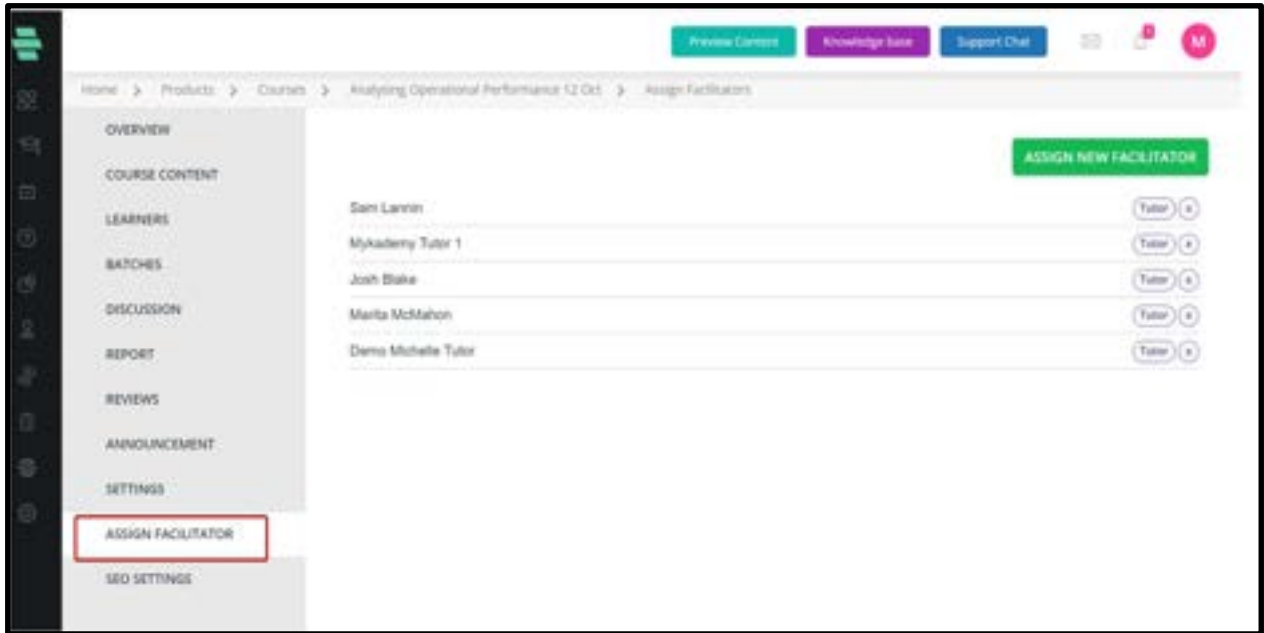 Preview Content Knowledge base Support Chat
M
Home > Products > Courses > Analysing Operational Performance 12 Oct > Assign Facilitators
OVERVIEW
COURSE CONTENT
LEARNERS
BATCHES
DISCUSSION
REPORT
REVIEWS
ANNOUNCEMENT
SETTINGS
ASSIGN FACILITATOR
SEO SETTINGS
ASSIGN NEW FACILITATOR
Sam Lannin Tutor x
Mykademy Tutor 1 Tutor x
Josh Blake Tutor x
Marita McMahon Tutor x
Demo Michelle Tutor Tutor x